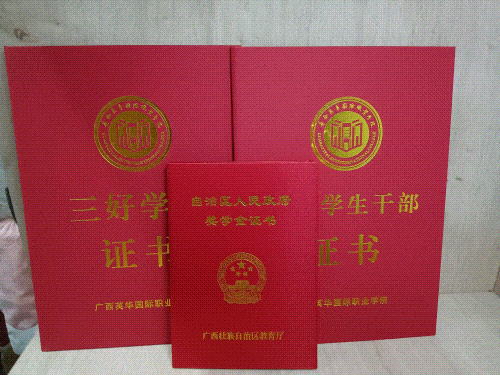 三好学
证书
广西英华国际职业
学生干部
证书
英华国际职业学院
自治区人民政府
奖学金证书
广西壮族自治区教育厅